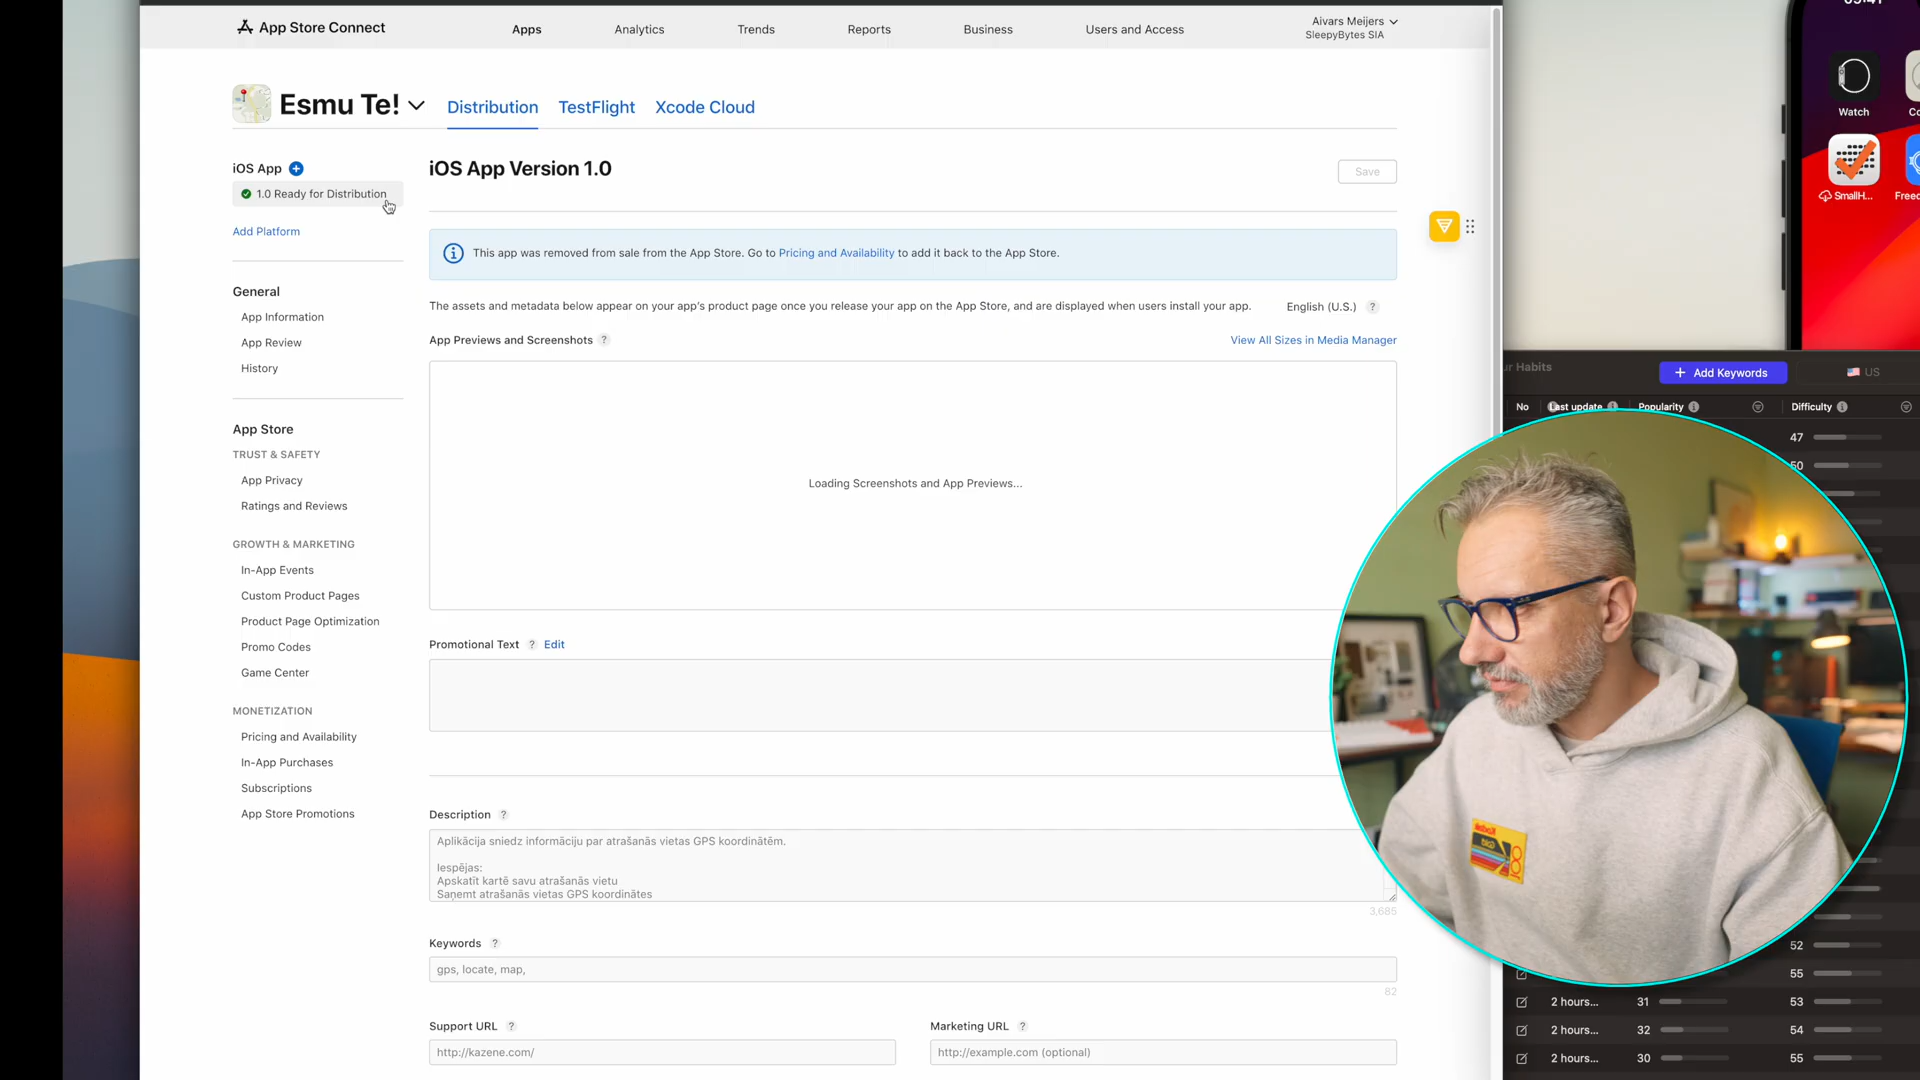 App Store Connect
Apps
Analytics
Trends
Reports
Business
Users and Access
Aivars Meijers
SleepyBytes SIA
Esmu Te!
Distribution
TestFlight
Xcode Cloud
iOS App
1.0 Ready for Distribution
Add Platform
General
App Information
App Review
History
App Store
TRUST & SAFETY
App Privacy
Ratings and Reviews
GROWTH & MARKETING
In-App Events
Custom Product Pages
Product Page Optimization
Promo Codes
Game Center
MONETIZATION
Pricing and Availability
In-App Purchases
Subscriptions
App Store Promotions
iOS App Version 1.0
Save
This app was removed from sale from the App Store. Go to Pricing and Availability to add it back to the App Store.
The assets and metadata below appear on your app's product page once you release your app on the App Store, and are displayed when users install your app.
English (U.S.) ?
App Previews and Screenshots ?
View All Sizes in Media Manager
Loading Screenshots and App Previews...
Promotional Text ? Edit
Description ?
Aplikācija sniedz informāciju par atrašanās vietas GPS koordinātēm.
Iespējas:
Apskatīt kartē savu atrašanās vietu
Saņemt atrašanās vietas GPS koordinātes
3,685
Keywords ?
gps, locate, map,
82
Support URL ?
http://kazene.com/
Marketing URL ?
http://example.com (optional)
Watch
SmallH...
Habits
+ Add Keywords
US
No
Last update
Popularity
Difficulty
47
50
52
55
2 hours... 31 53
2 hours... 32 54
2 hours... 30 55
Kodak